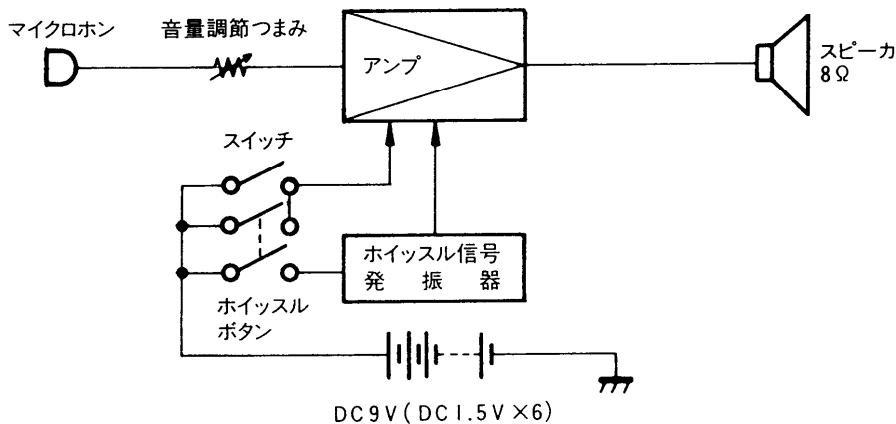 マイクロホン
音量調節つまみ
アンプ
スピーカ
8Ω
スイッチ
ホイッスル信号
発振器
ホイッスル
ボタン
DC9V(DC1.5V×6)